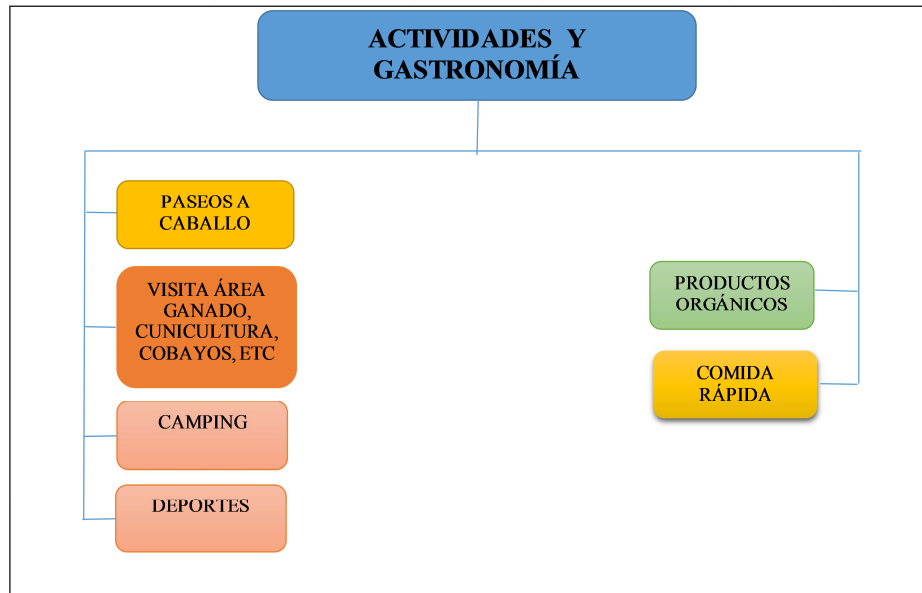 ACTIVIDADES Y
GASTRONOMÍA
PASEOS A
CABALLO
VISITA ÁREA
GANADO,
CUNICULTURA,
COBAYOS, ETC
CAMPING
DEPORTES
PRODUCTOS
ORGÁNICOS
COMIDA
RÁPIDA